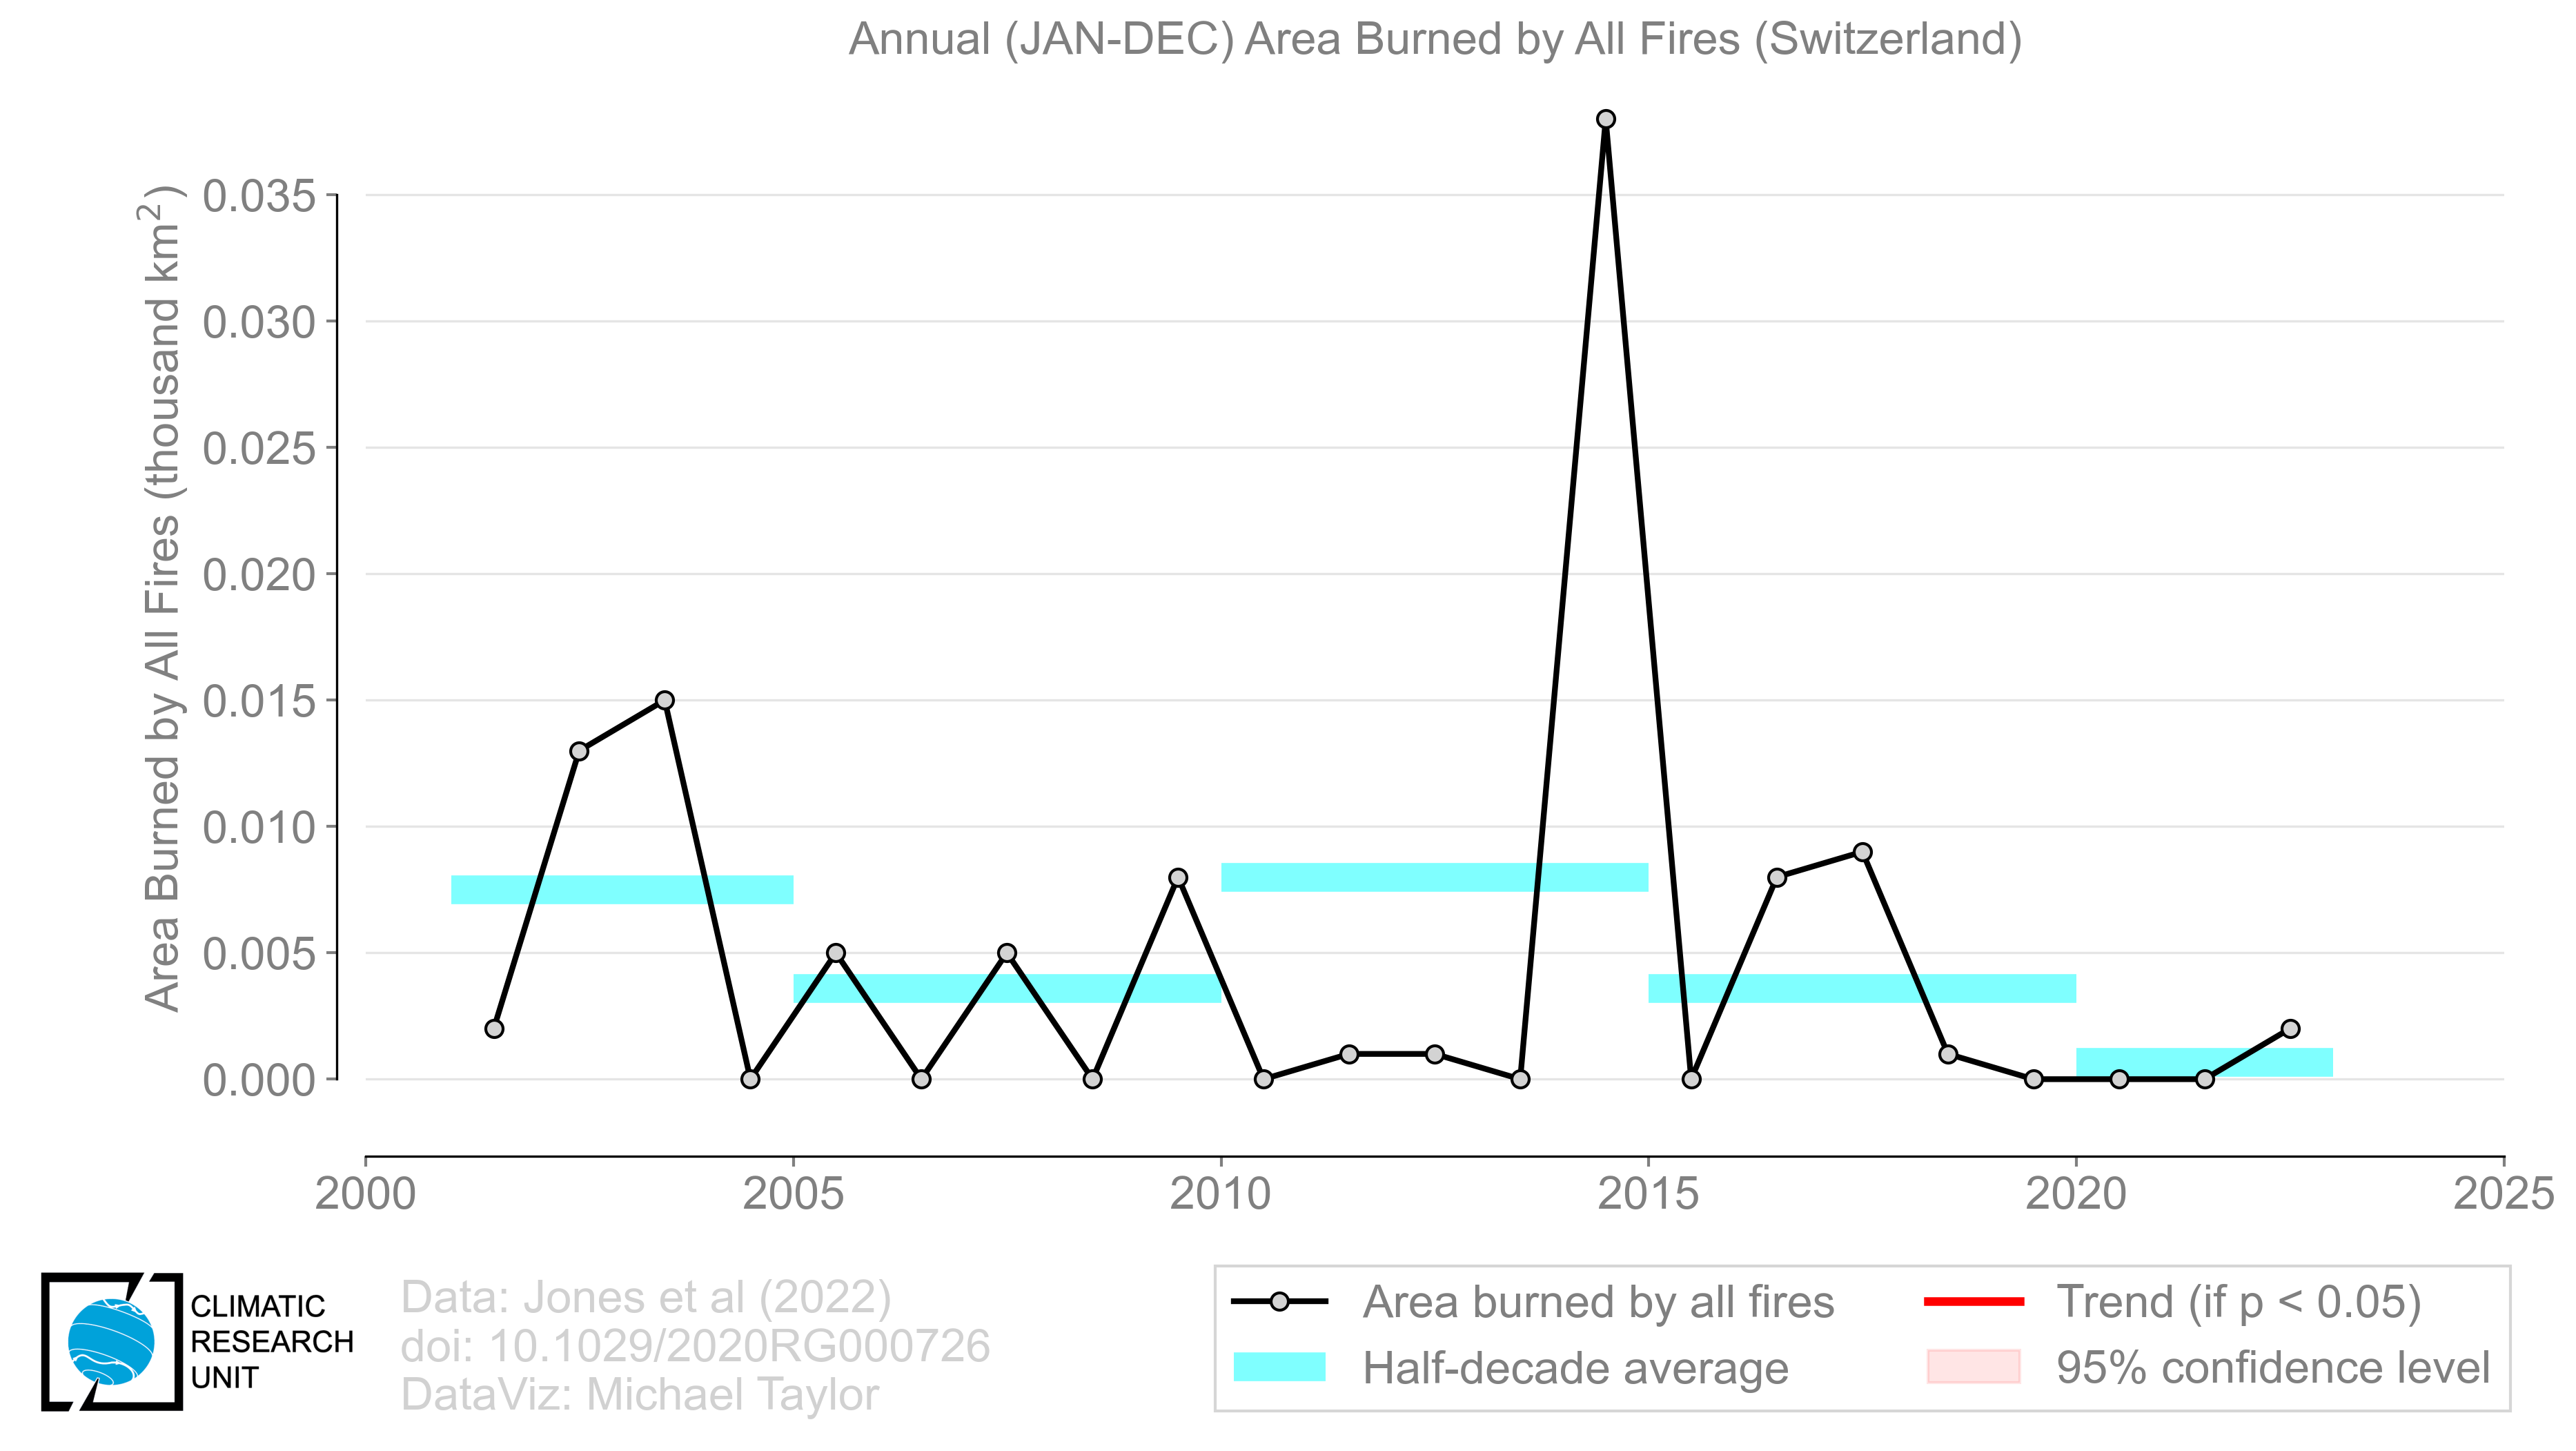 Annual (JAN-DEC) Area Burned by All Fires (Switzerland)
Area Burned by All Fires (thousand km²)
0.035
0.030
0.025
0.020
0.015
0.010
0.005
0.000
2000 2005 2010 2015 2020 2025
CLIMATIC
RESEARCH
UNIT
Data: Jones et al (2022)
doi: 10.1029/2020RG000726
DataViz: Michael Taylor
Area burned by all fires
Half-decade average
Trend (if p < 0.05)
95% confidence level